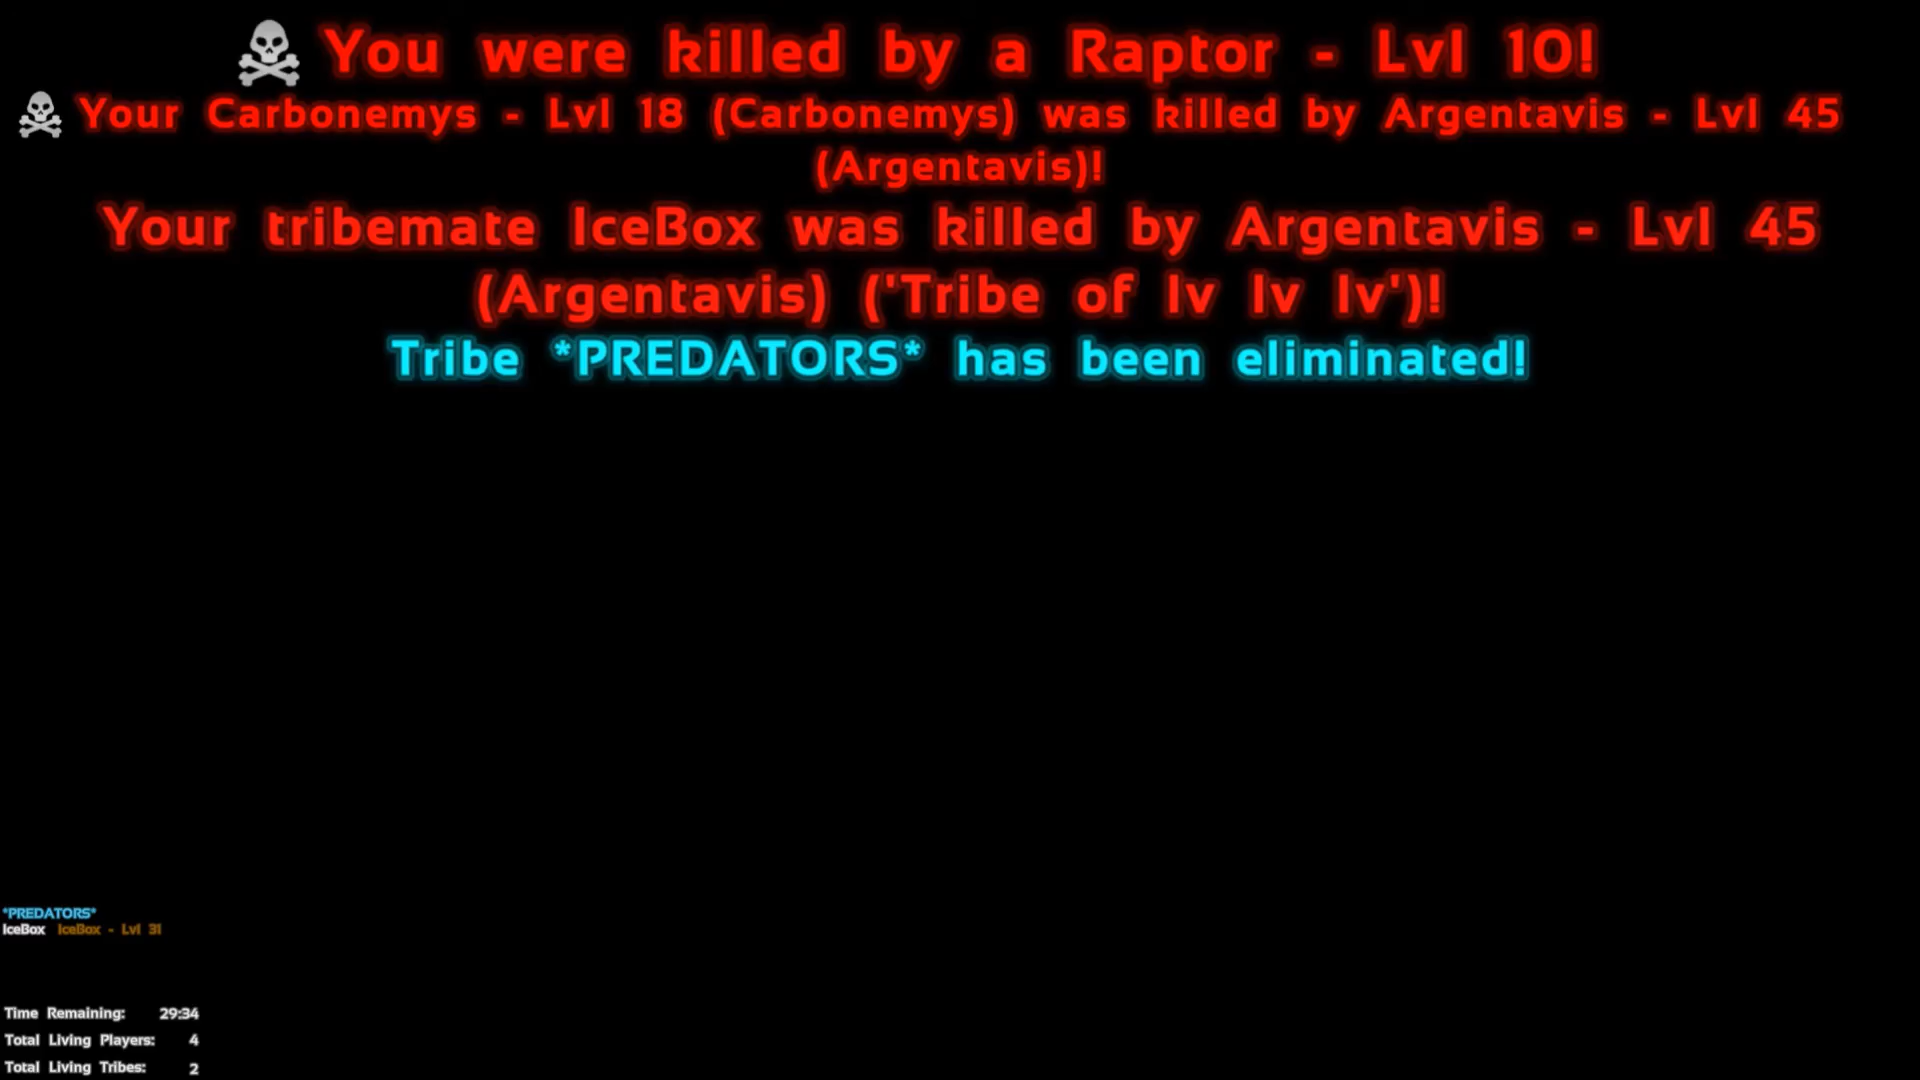 You were killed by a Raptor - Lvl 10!
Your Carbonemys - Lvl 18 (Carbonemys) was killed by Argentavis - Lvl 45
(Argentavis)!
Your tribemate IceBox was killed by Argentavis - Lvl 45
(Argentavis) ('Tribe of lv lv lv')!
Tribe *PREDATORS* has been eliminated!
*PREDATORS*
IceBox IceBox - Lvl 31
Time Remaining: 29:34
Total Living Players: 4
Total Living Tribes: 2